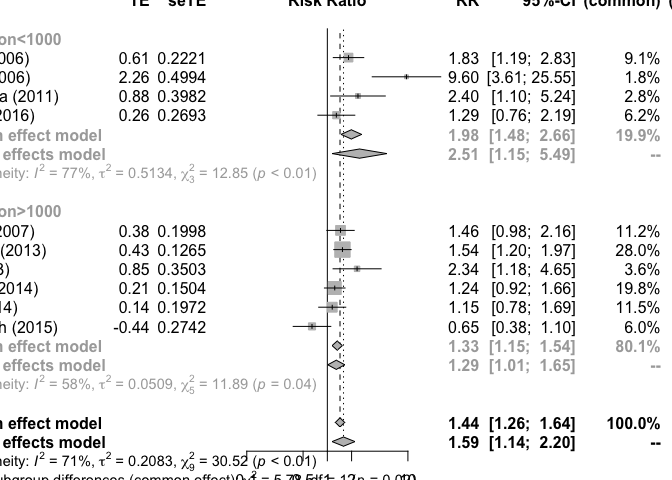 TE seTE Risk Ratio RR 95%-CI (common) (
on<1000
006) 0.61 0.2221 1.83 [1.19; 2.83] 9.1%
006) 2.26 0.4994 9.60 [3.61; 25.55] 1.8%
a (2011) 0.88 0.3982 2.40 [1.10; 5.24] 2.8%
2016) 0.26 0.2693 1.29 [0.76; 2.19] 6.2%
n effect model 1.98 [1.48; 2.66] 19.9%
effects model 2.51 [1.15; 5.49] --
neity: I² = 77%, τ² = 0.5134, χ²₃ = 12.85 (p < 0.01)
on>1000
2007) 0.38 0.1998 1.46 [0.98; 2.16] 11.2%
(2013) 0.43 0.1265 1.54 [1.20; 1.97] 28.0%
3) 0.85 0.3503 2.34 [1.18; 4.65] 3.6%
2014) 0.21 0.1504 1.24 [0.92; 1.66] 19.8%
14) 0.14 0.1972 1.15 [0.78; 1.69] 11.5%
h (2015) -0.44 0.2742 0.65 [0.38; 1.10] 6.0%
n effect model 1.33 [1.15; 1.54] 80.1%
effects model 1.29 [1.01; 1.65] --
neity: I² = 58%, τ² = 0.0509, χ²₅ = 11.89 (p = 0.04)
n effect model 1.44 [1.26; 1.64] 100.0%
effects model 1.59 [1.14; 2.20] --
neity: I² = 71%, τ² = 0.2083, χ²₉ = 30.52 (p < 0.01)
ubgroup differences (common effect)